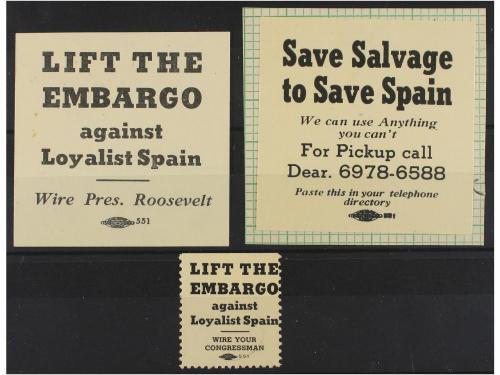 LIFT THE
EMBARGO
against
Loyalist Spain
Wire Pres. Roosevelt
551
Save Salvage
to Save Spain
We can use Anything
you can't
For Pickup call
Dear. 6978-6588
Paste this in your telephone
directory
LIFT THE
EMBARGO
against
Loyalist Spain
WIRE YOUR
CONGRESSMAN
551